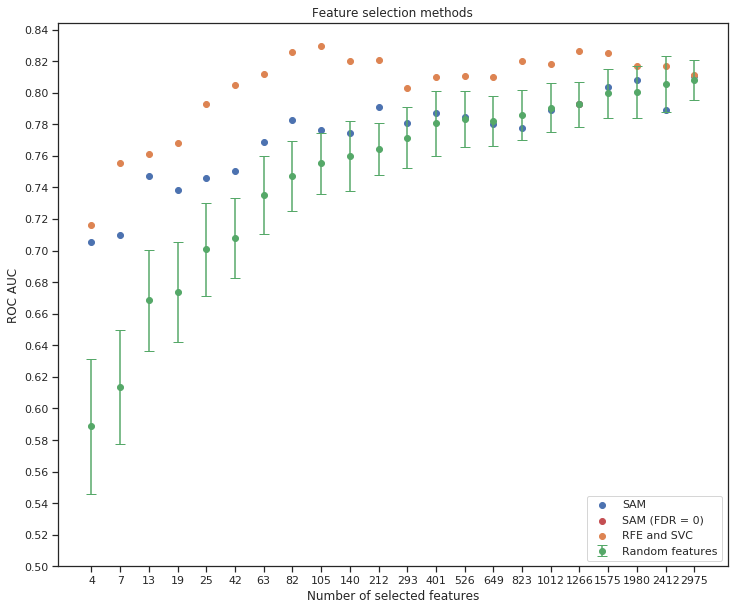 Feature selection methods
0.84
0.82
0.80
0.78
0.76
0.74
0.72
0.70
0.68
0.66
0.64
0.62
0.60
0.58
0.56
0.54
0.52
0.50
ROC AUC
SAM
SAM (FDR = 0)
RFE and SVC
Random features
4 7 13 19 25 42 63 82 105 140 212 293 401 526 649 823 1012 1266 1575 1980 2412 2975
Number of selected features